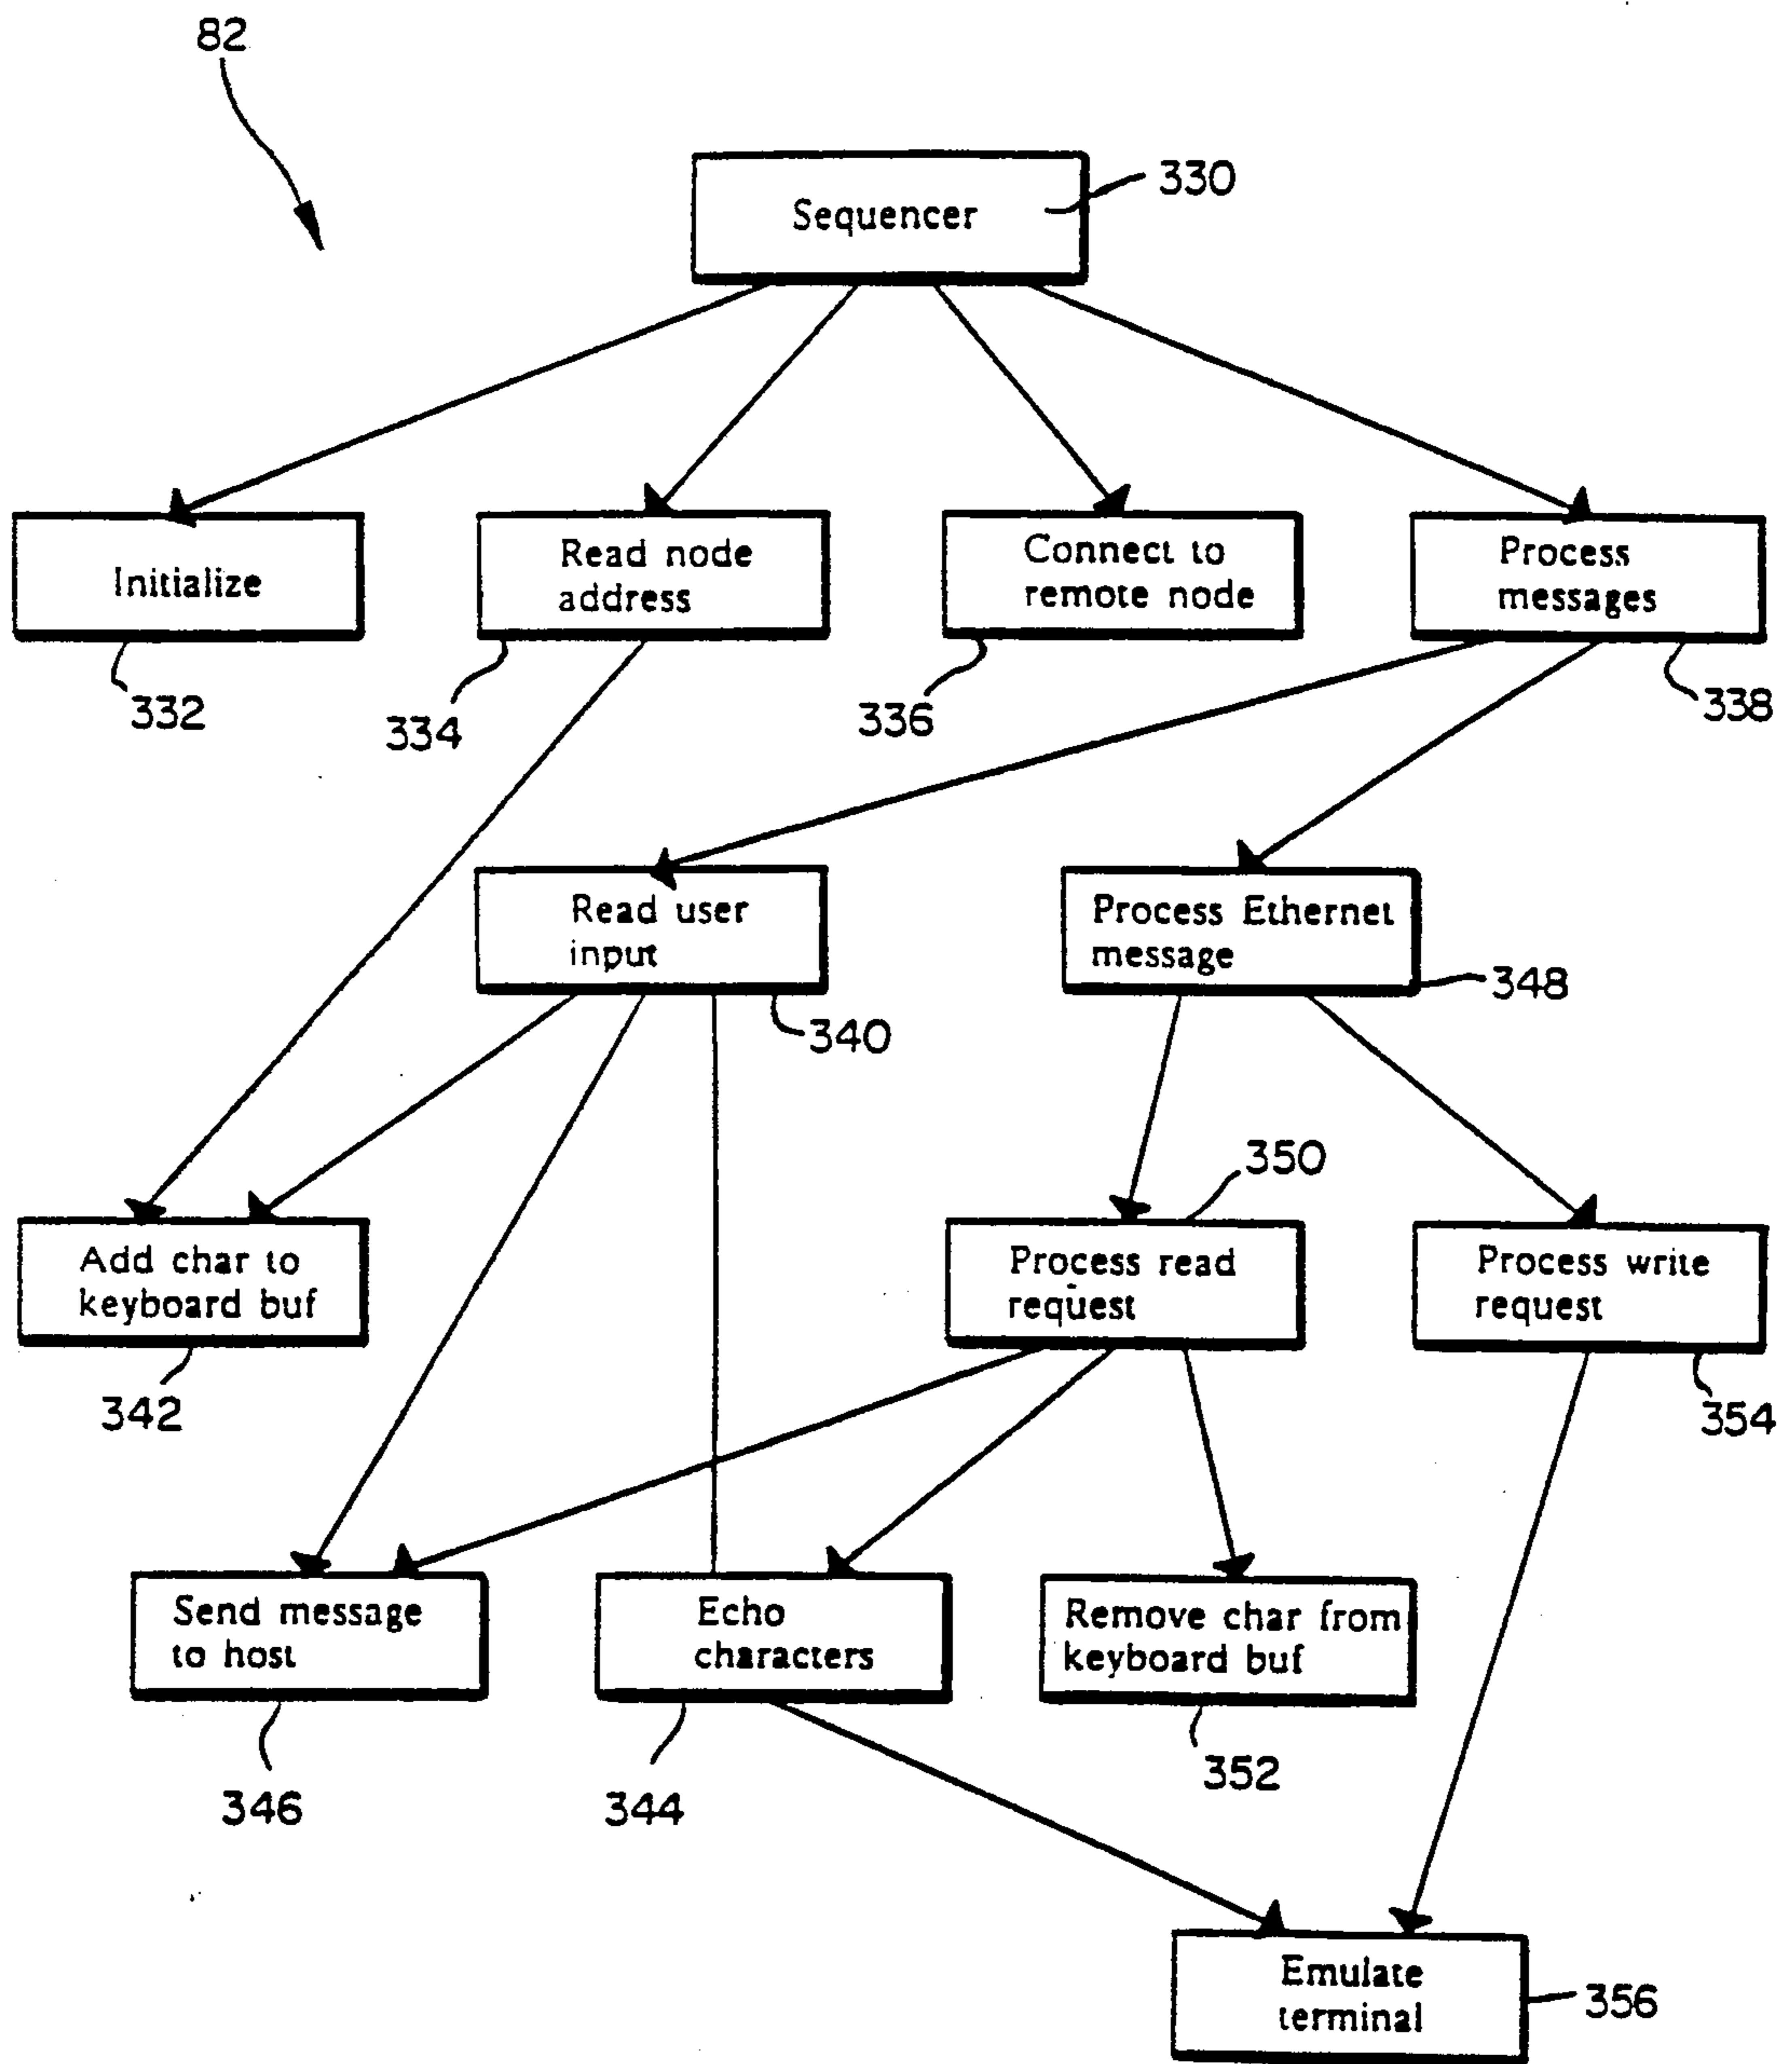 82
Sequencer
330
Initialize
Read node
address
Connect to
remote node
Process
messages
332
334
336
338
Read user
input
Process Ethernet
message
340
348
350
Add char to
keyboard buf
Process read
request
Process write
request
342
354
Send message
to host
Echo
characters
Remove char from
keyboard buf
346
344
352
Emulate
terminal
356